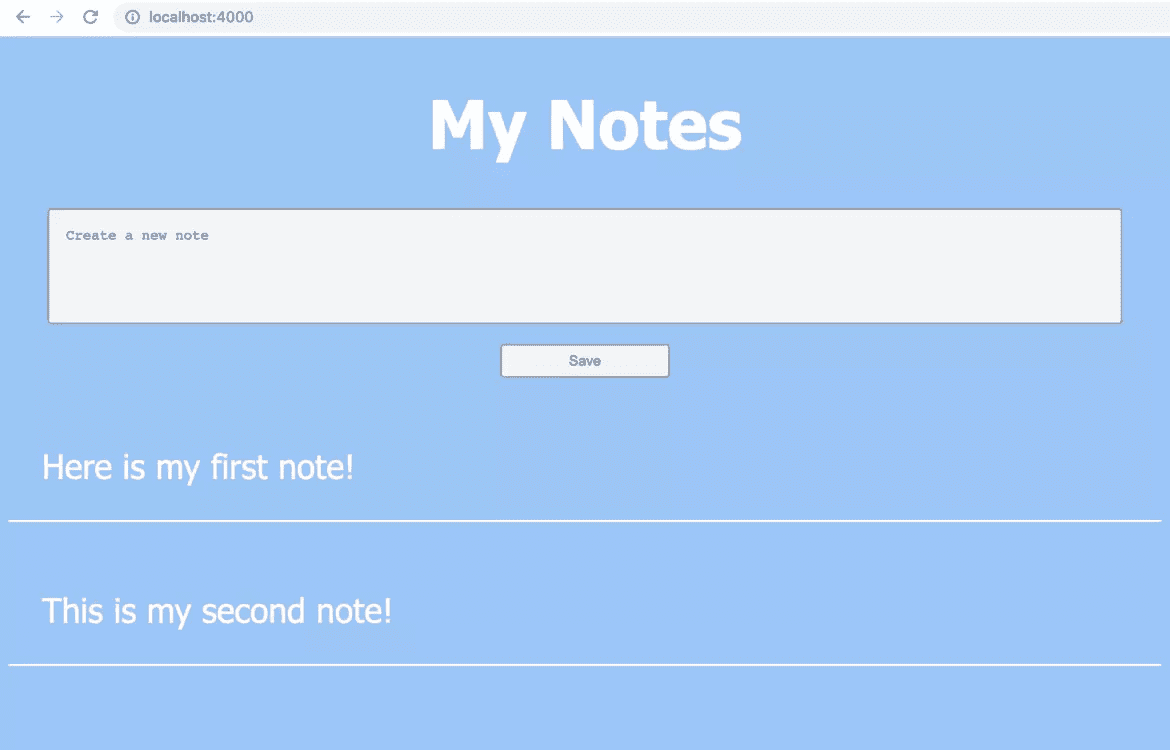 localhost:4000
My Notes
Create a new note
Save
Here is my first note!
This is my second note!